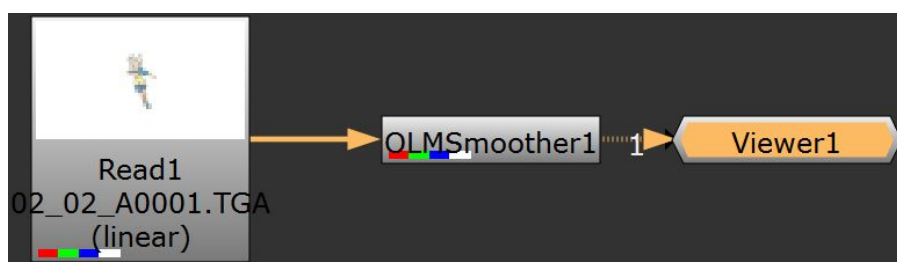 Read1
02_02_A0001.TGA
(linear)
OLMSmoother1
1
Viewer1